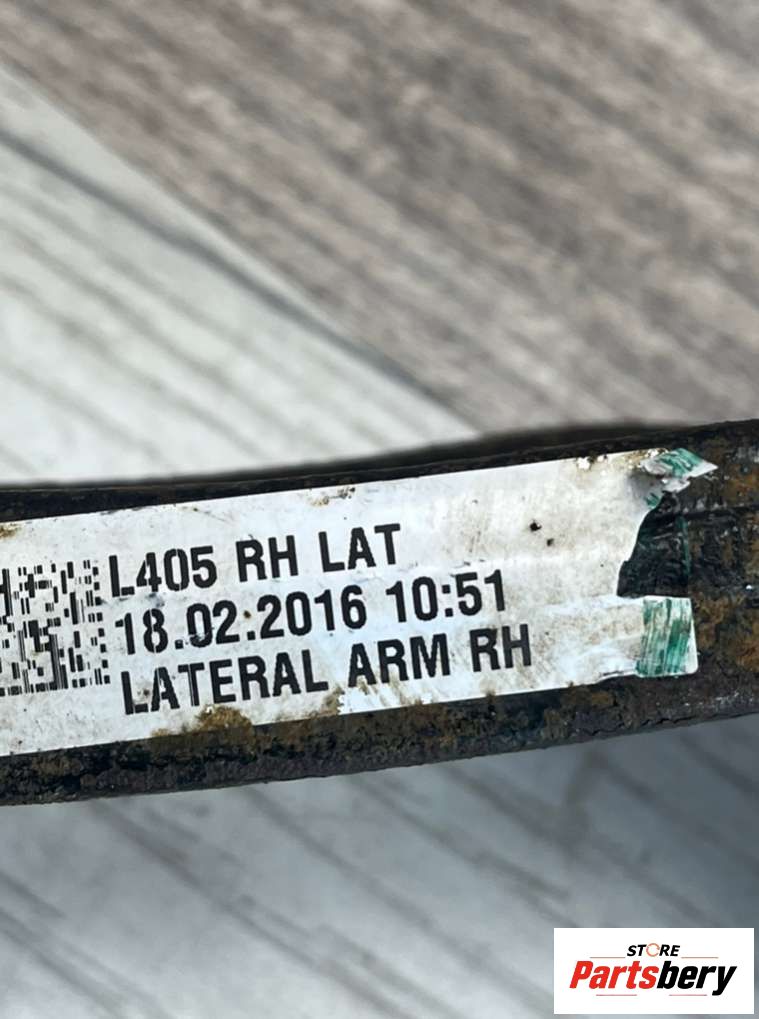 L405 RH LAT
18.02.2016 10:51
LATERAL ARM RH
STORE
Partsbery